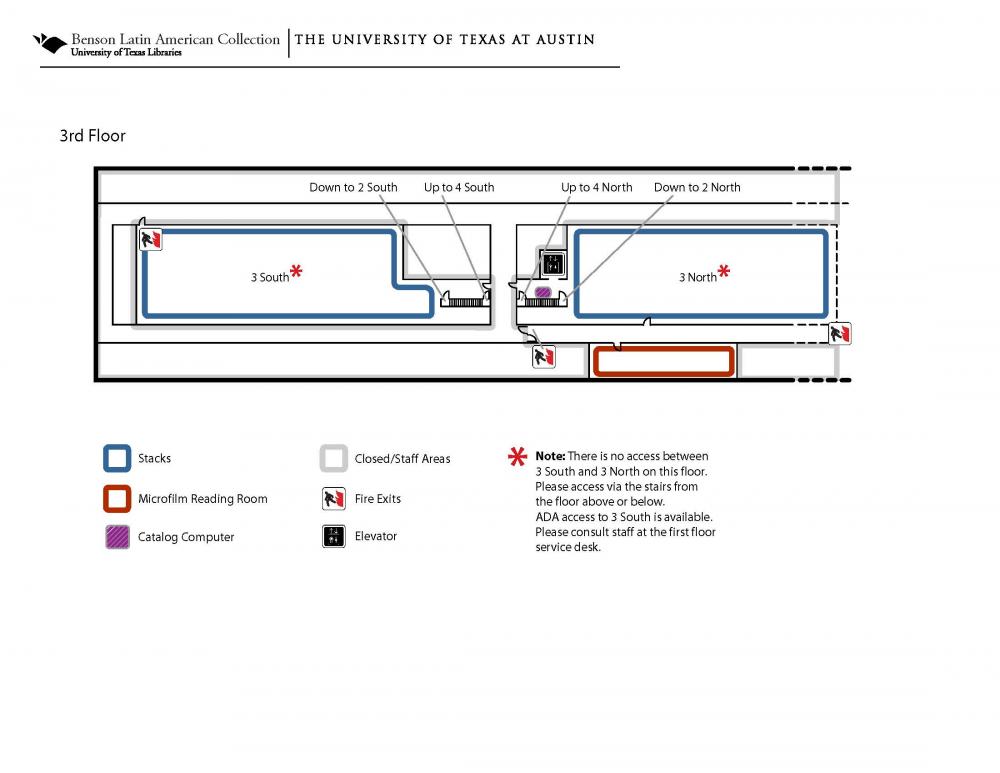 Benson Latin American Collection
University of Texas Libraries
THE UNIVERSITY OF TEXAS AT AUSTIN
3rd Floor
Down to 2 South
Up to 4 South
Up to 4 North
Down to 2 North
3 South*
3 North*
Stacks
Microfilm Reading Room
Catalog Computer
Closed/Staff Areas
Fire Exits
Elevator
* Note: There is no access between
3 South and 3 North on this floor.
Please access via the stairs from
the floor above or below.
ADA access to 3 South is available.
Please consult staff at the first floor
service desk.